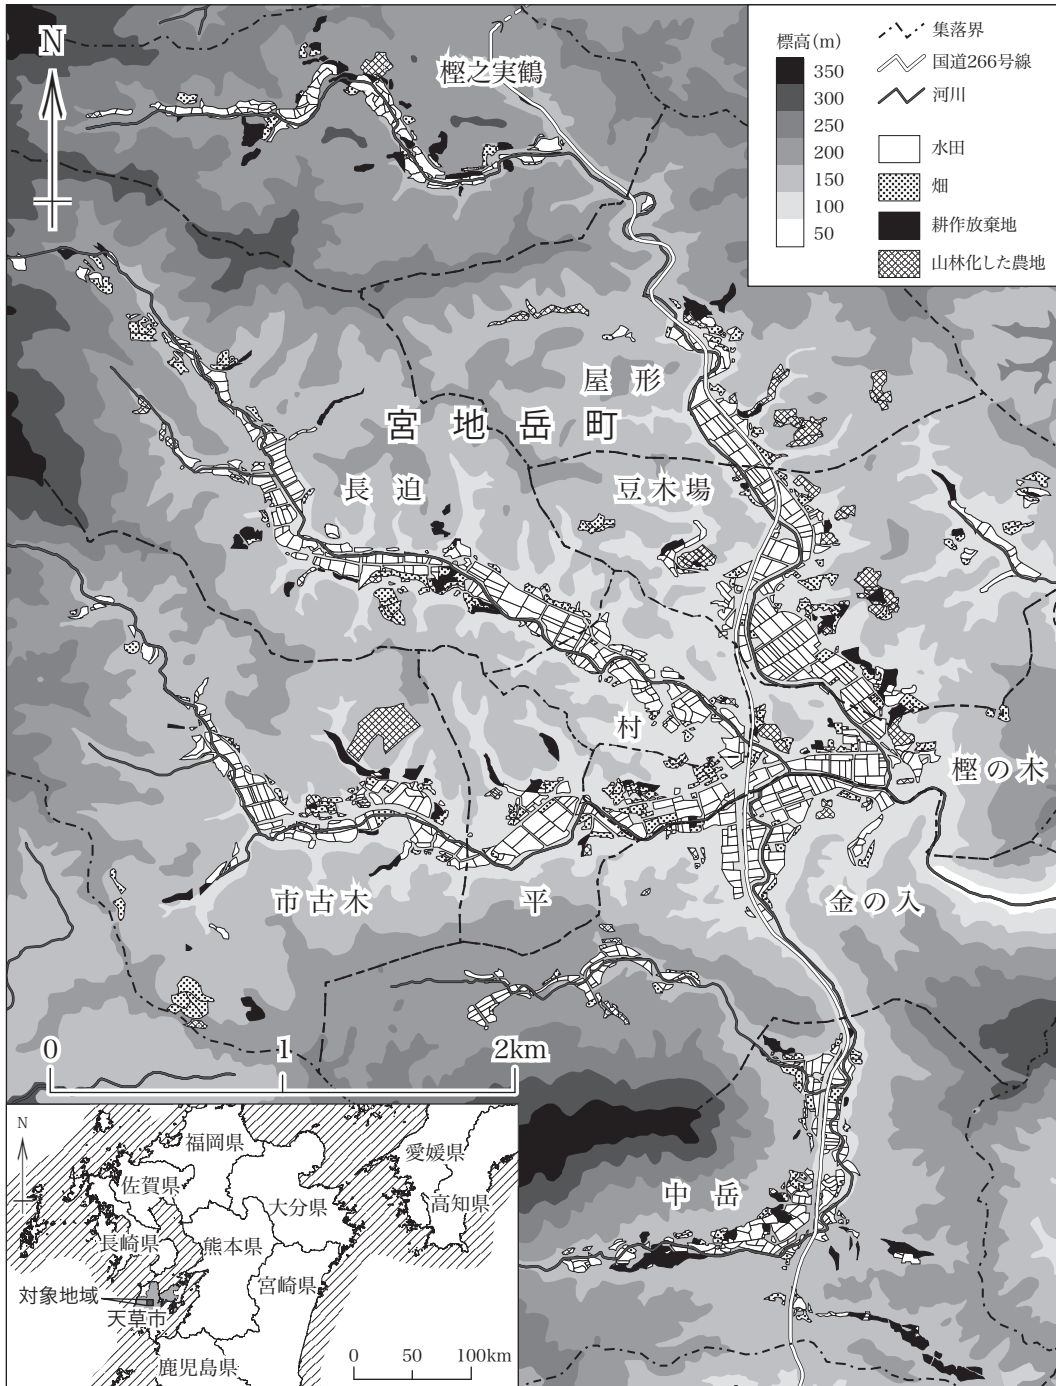 N
樫之実鶴
標高(m)
350
300
250
200
150
100
50
集落界
国道266号線
河川
水田
畑
耕作放棄地
山林化した農地
屋形
宮地岳町
長迫
豆木場
村
樫の木
市古木
平
金の入
0 1 2km
中岳
N
福岡県
佐賀県
長崎県
大分県
熊本県
宮崎県
鹿児島県
愛媛県
高知県
対象地域
天草市
0 50 100km